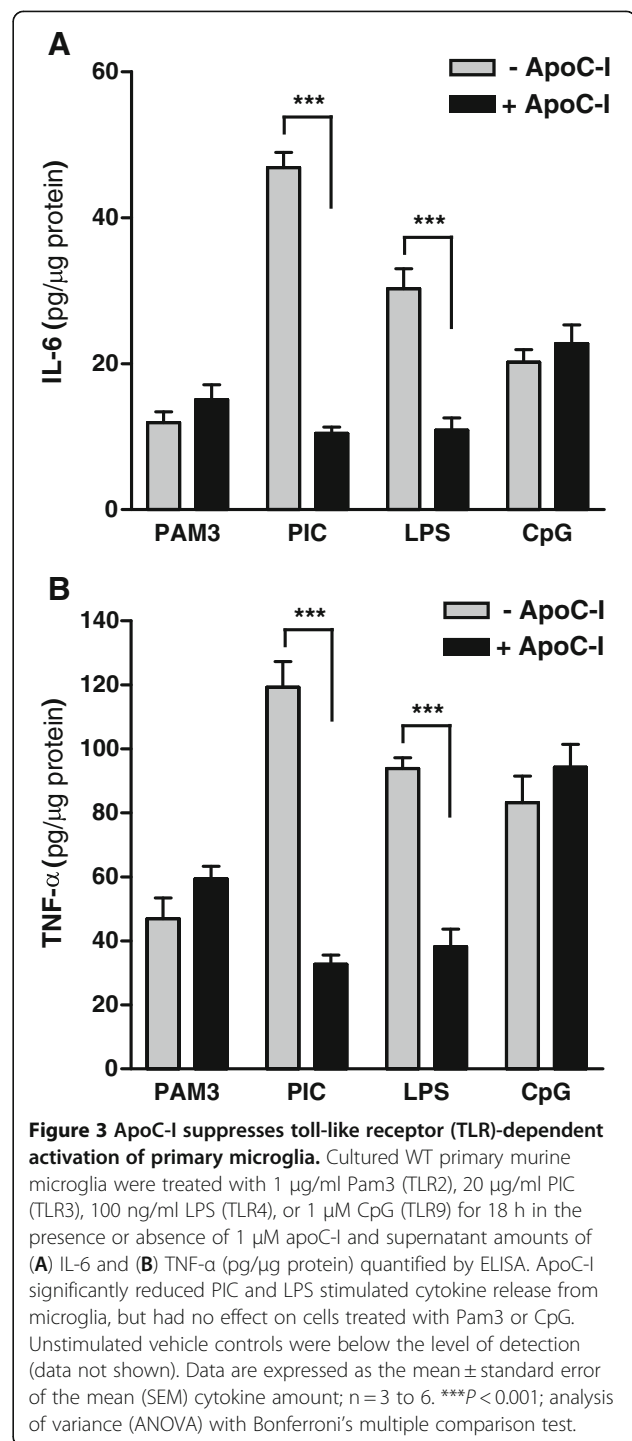 A
- ApoC-I
+ ApoC-I
IL-6 (pg/μg protein)
60
40
20
0
***
***
PAM3 PIC LPS CpG
B
- ApoC-I
+ ApoC-I
TNF-α (pg/μg protein)
140
120
100
80
60
40
20
0
***
***
PAM3 PIC LPS CpG
Figure 3 ApoC-I suppresses toll-like receptor (TLR)-dependent
activation of primary microglia. Cultured WT primary murine
microglia were treated with 1 μg/ml Pam3 (TLR2), 20 μg/ml PIC
(TLR3), 100 ng/ml LPS (TLR4), or 1 μM CpG (TLR9) for 18 h in the
presence or absence of 1 μM apoC-I and supernatant amounts of
(A) IL-6 and (B) TNF-α (pg/μg protein) quantified by ELISA. ApoC-I
significantly reduced PIC and LPS stimulated cytokine release from
microglia, but had no effect on cells treated with Pam3 or CpG.
Unstimulated vehicle controls were below the level of detection
(data not shown). Data are expressed as the mean ± standard error
of the mean (SEM) cytokine amount; n = 3 to 6. ***P < 0.001; analysis
of variance (ANOVA) with Bonferroni's multiple comparison test.